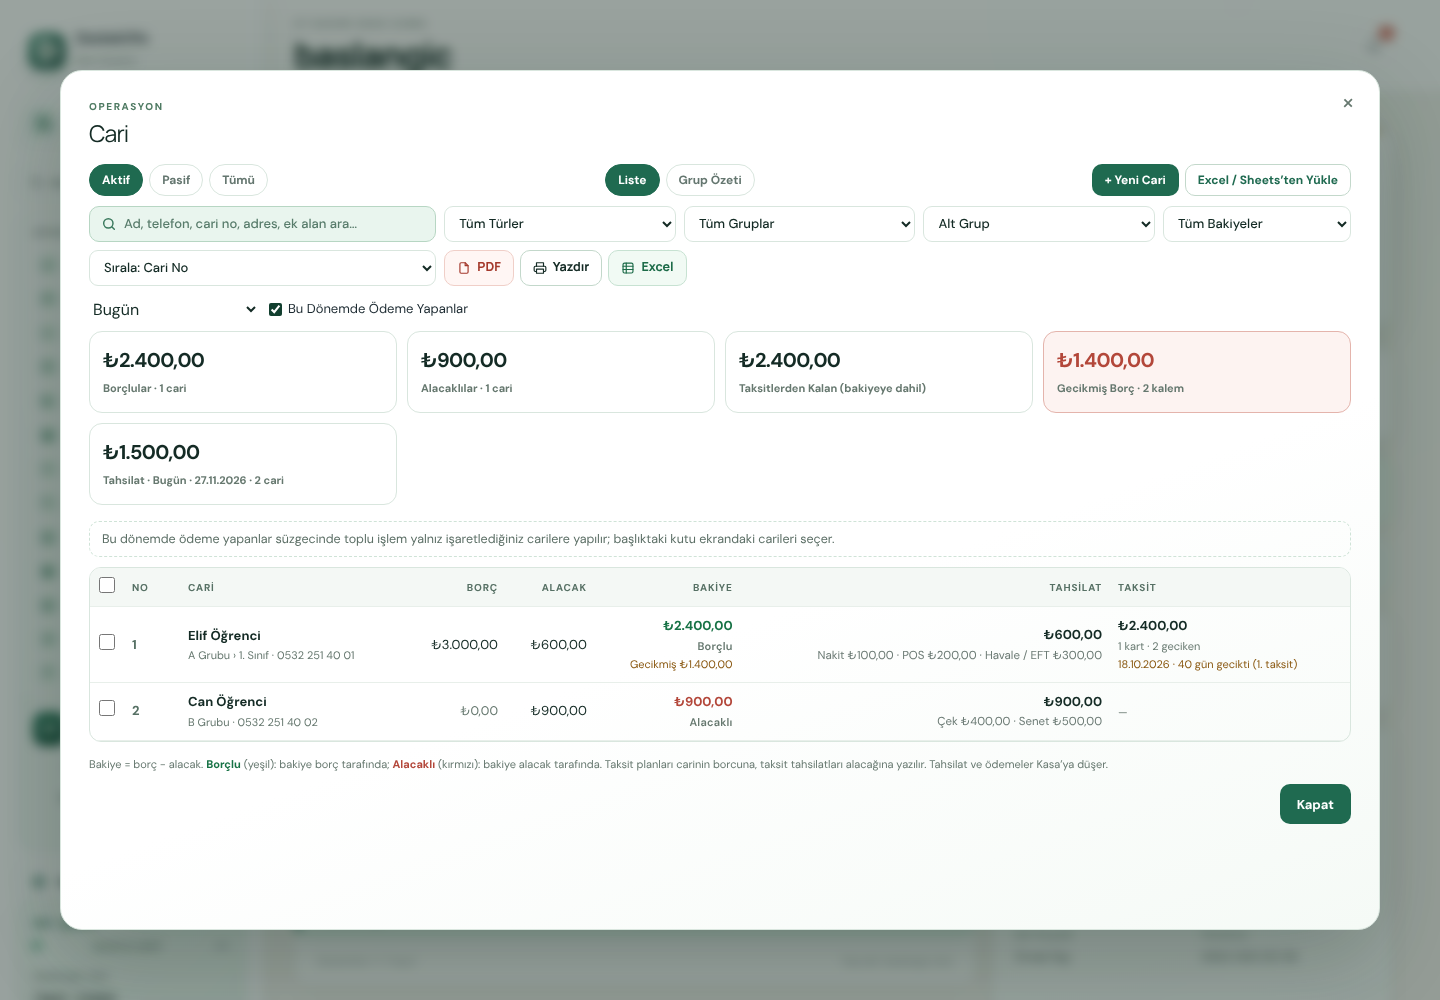 baslangic
OPERASYON
Cari
×
Aktif Pasif Tümü Liste Grup Özeti + Yeni Cari Excel / Sheets'ten Yükle
Ad, telefon, cari no, adres, ek alan ara... Tüm Türler Tüm Gruplar Alt Grup Tüm Bakiyeler
Sırala: Cari No PDF Yazdır Excel
Bugün Bu Dönemde Ödeme Yapanlar
₺2.400,00 ₺900,00 ₺2.400,00 ₺1.400,00
Borçlular · 1 cari Alacaklılar · 1 cari Taksitlerden Kalan (bakiyeye dahil) Gecikmiş Borç · 2 kalem
₺1.500,00
Tahsilat · Bugün · 27.11.2026 · 2 cari
Bu dönemde ödeme yapanlar süzgecinde toplu işlem yalnız işaretlediğiniz carilere yapılır; başlıktaki kutu ekrandaki carileri seçer.
NO CARİ BORÇ ALACAK BAKİYE TAHSİLAT TAKSİT
1 Elif Öğrenci ₺3.000,00 ₺600,00 ₺2.400,00 ₺600,00 ₺2.400,00
A Grubu › 1. Sınıf · 0532 251 40 01 Borçlu Nakit ₺100,00 · POS ₺200,00 · Havale / EFT ₺300,00 1 kart · 2 geciken
Gecikmiş ₺1.400,00 18.10.2026 · 40 gün gecikti (1. taksit)
2 Can Öğrenci ₺0,00 ₺900,00 ₺900,00 ₺900,00 —
B Grubu · 0532 251 40 02 Alacaklı Çek ₺400,00 · Senet ₺500,00
Bakiye = borç − alacak. Borçlu (yeşil): bakiye borç tarafında; Alacaklı (kırmızı): bakiye alacak tarafında. Taksit planları carinin borcuna, taksit tahsilatları alacağına yazılır. Tahsilat ve ödemeler Kasa'ya düşer.
Kapat